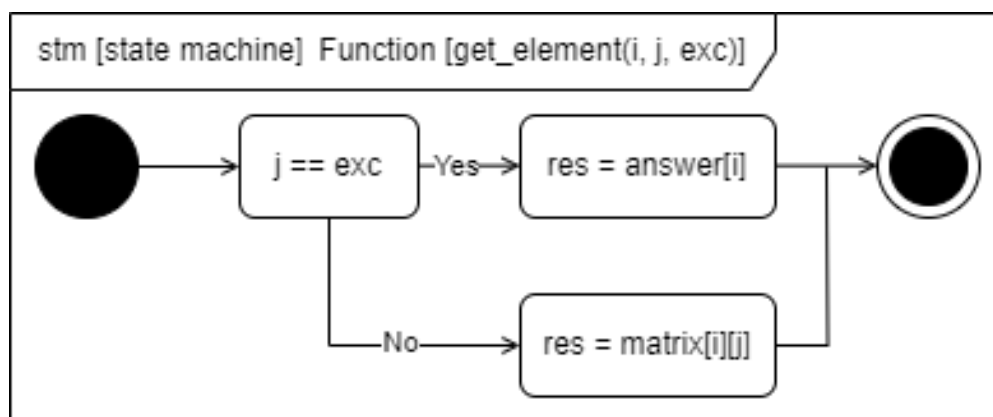 stm [state machine]  Function [get_element(i, j, exc)]
j == exc
Yes
res = answer[i]
No
res = matrix[i][j]